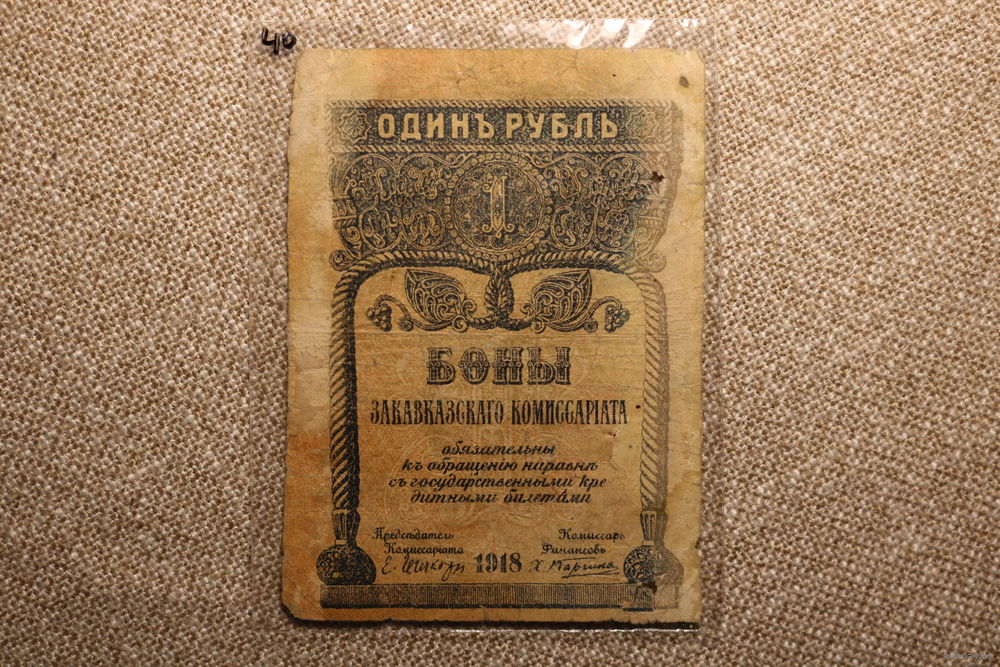 40
ОДИНЪ РУБЛЬ
1
БОНЫ
ЗАКАВКАЗСКАГО КОМИССАРІАТА
обязательны
къ обращенію наравнѣ
съ государственными кре
дитными билетами
Предсѣдатель Комиссаръ
Комиссаріата Финансовъ
1918